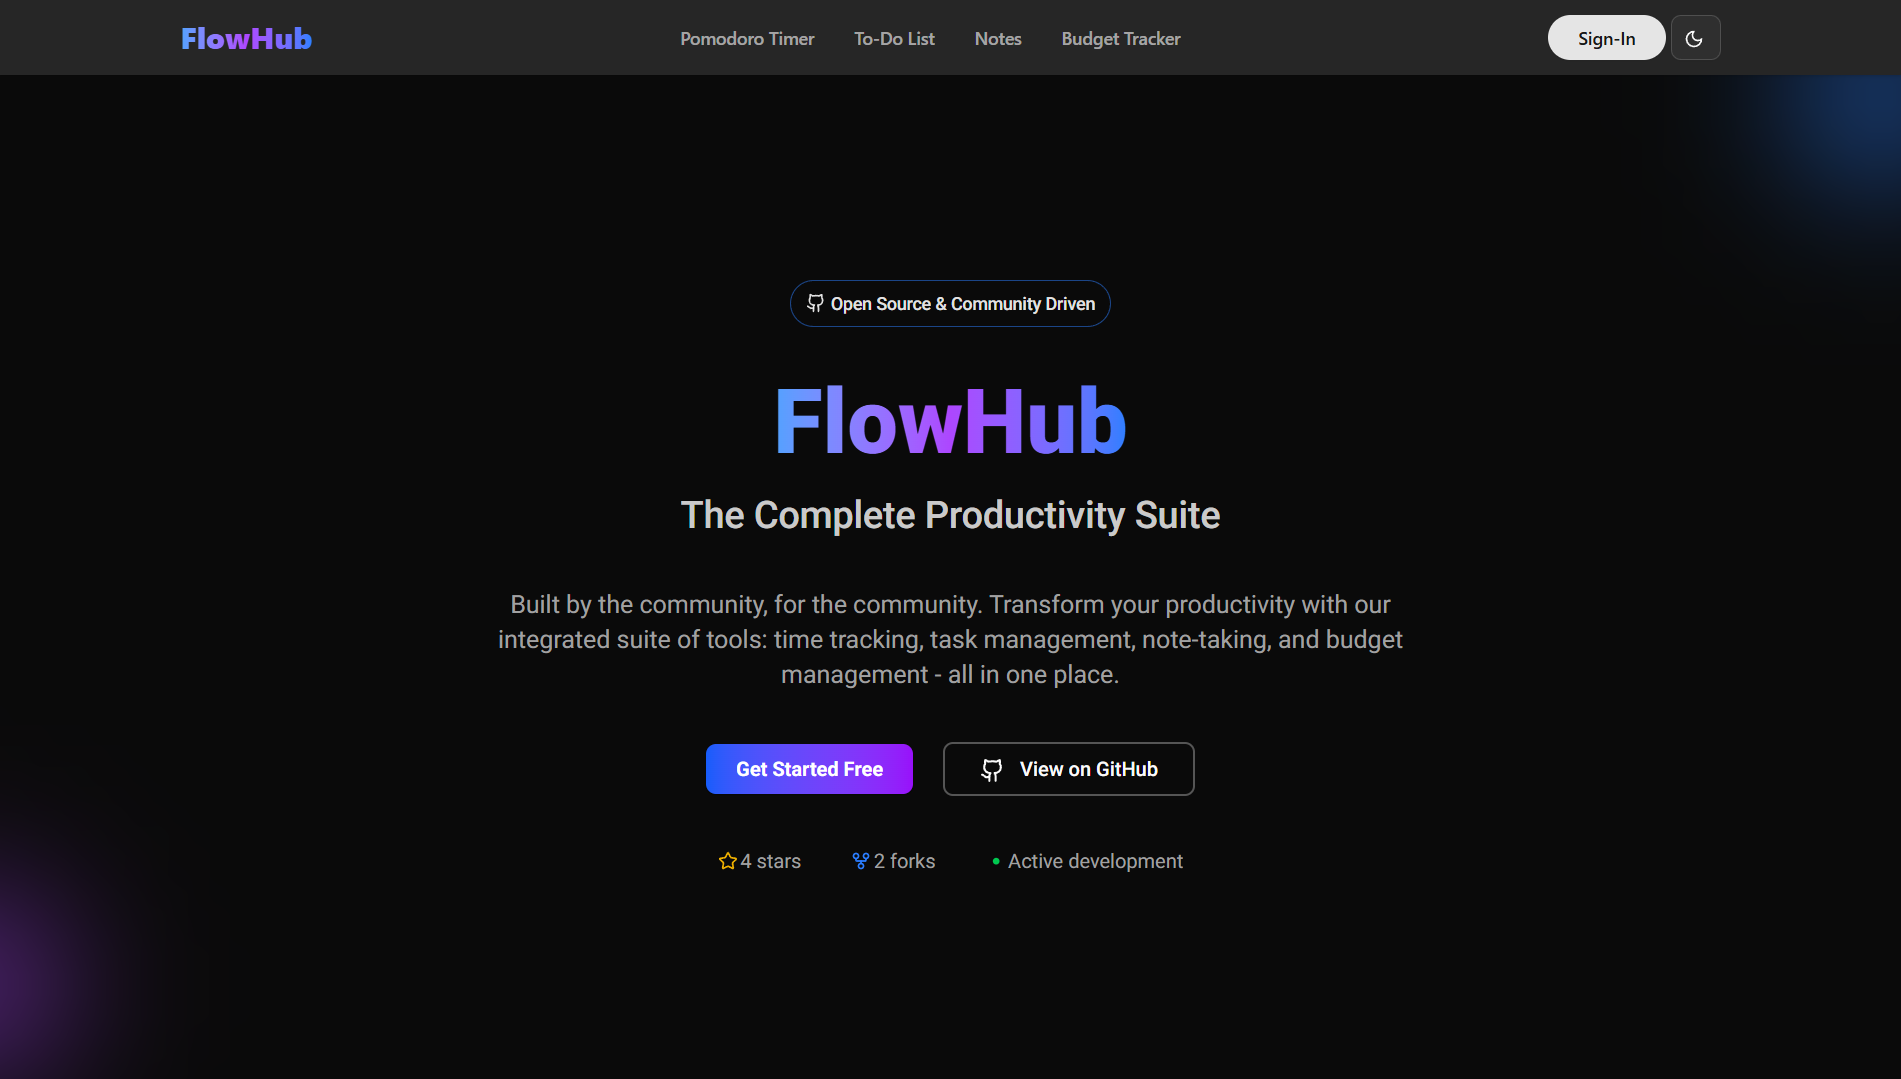 FlowHub
Pomodoro Timer
To-Do List
Notes
Budget Tracker
Sign-In
Open Source & Community Driven
FlowHub
The Complete Productivity Suite
Built by the community, for the community. Transform your productivity with our
integrated suite of tools: time tracking, task management, note-taking, and budget
management - all in one place.
Get Started Free
View on GitHub
4 stars
2 forks
Active development